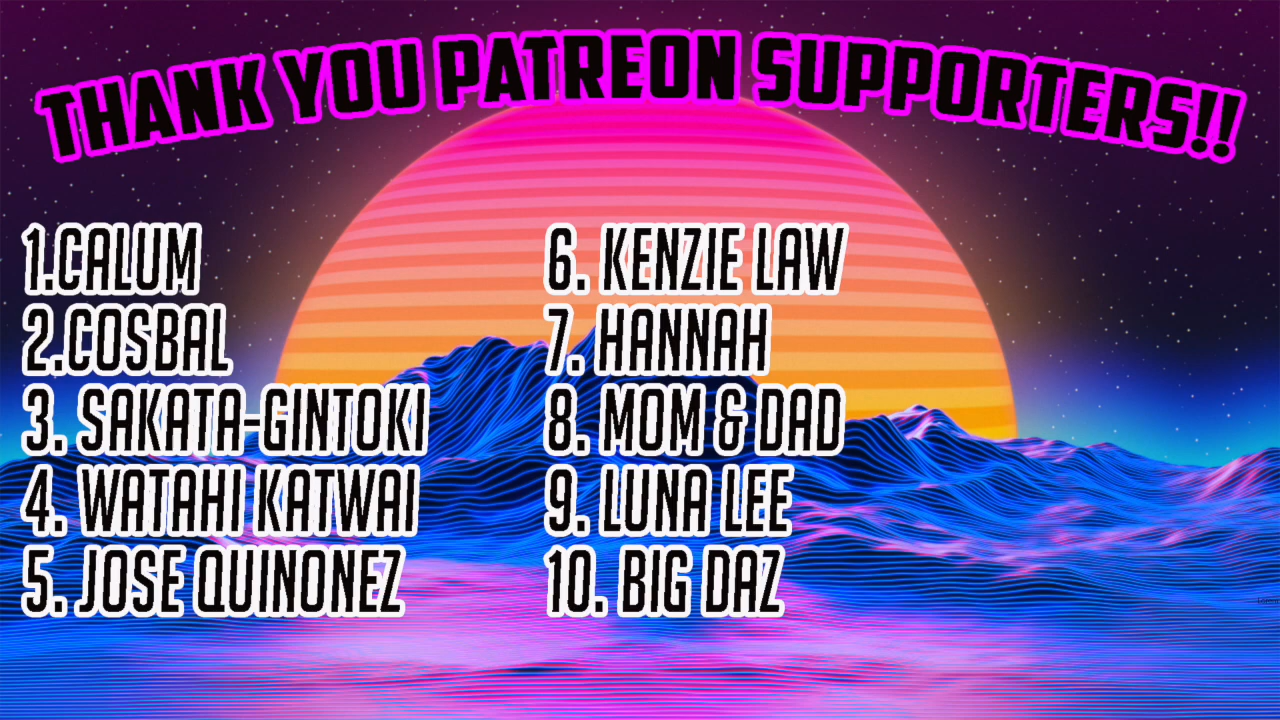 THANK YOU PATREON SUPPORTERS!!
1.CALUM
2.COSBAL
3. SAKATA-GINTOKI
4. WATAHI KATWAI
5. JOSE QUINONEZ
6. KENZIE LAW
7. HANNAH
8. MOM & DAD
9. LUNA LEE
10. BIG DAZ